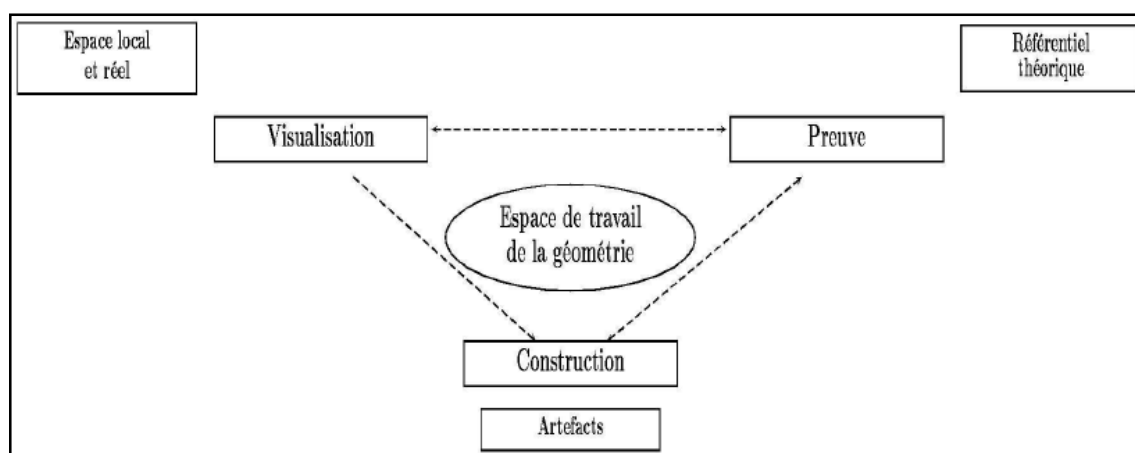 Espace local
et réel
Référentiel
théorique
Visualisation
Preuve
Espace de travail
de la géométrie
Construction
Artefacts